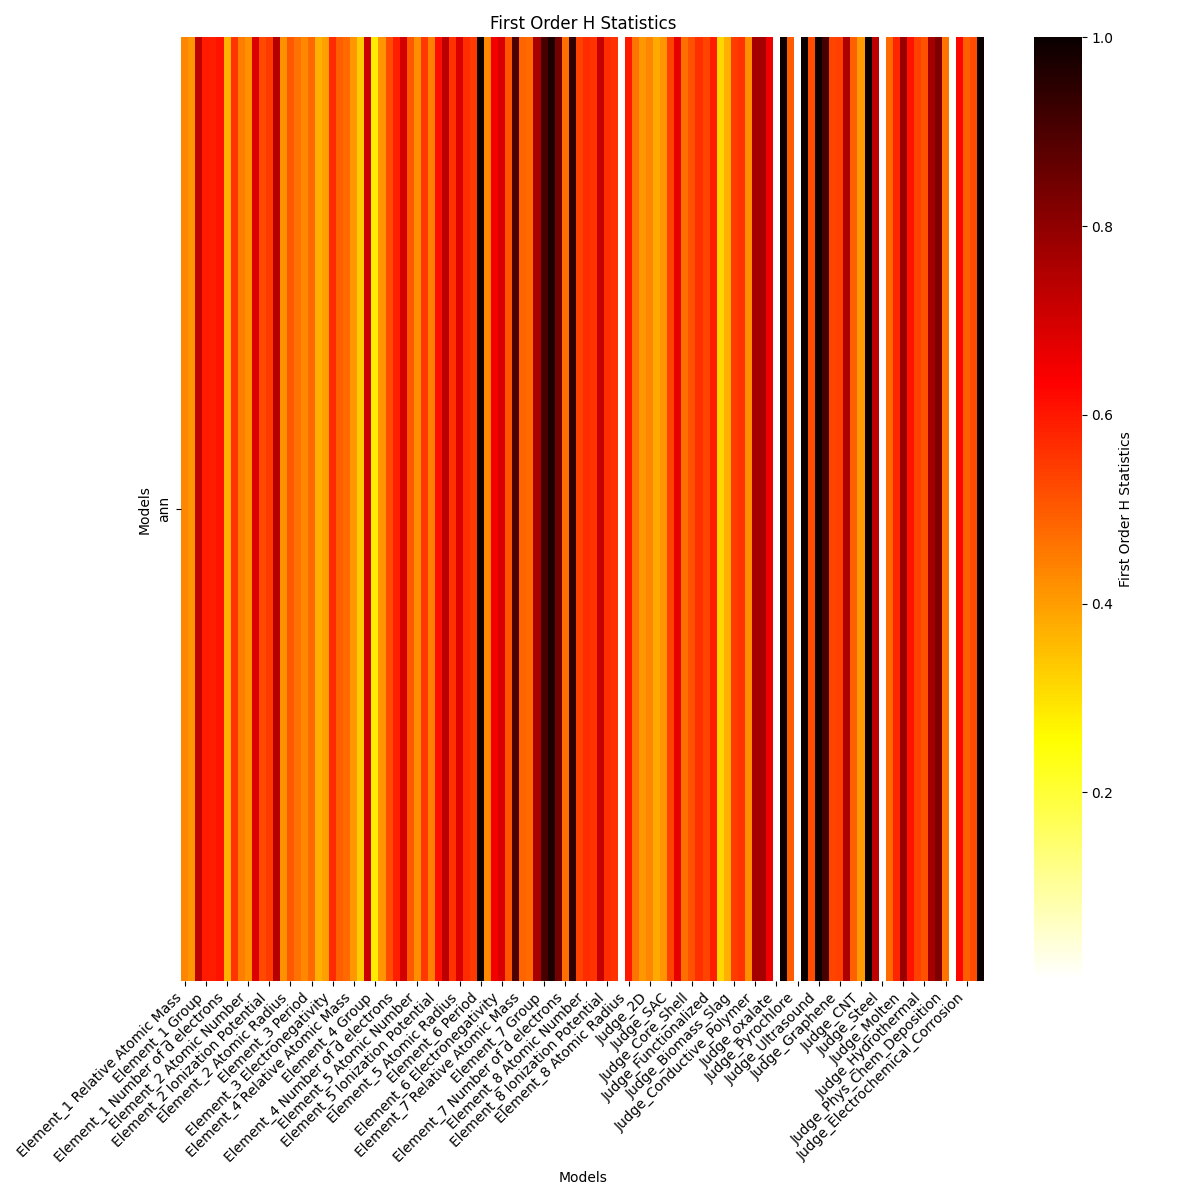 First Order H Statistics
Models
ann
Element_1 Relative Atomic Mass
Element_1 Group
Element_1 Number of d electrons
Element_2 Atomic Number
Element_2 Ionization Potential
Element_2 Atomic Radius
Element_3 Period
Element_3 Electronegativity
Element_4 Relative Atomic Mass
Element_4 Group
Element_4 Number of d electrons
Element_5 Atomic Number
Element_5 Ionization Potential
Element_5 Atomic Radius
Element_6 Period
Element_6 Electronegativity
Element_7 Relative Atomic Mass
Element_7 Group
Element_7 Number of d electrons
Element_8 Atomic Number
Element_8 Ionization Potential
Element_8 Atomic Radius
Judge_2D
Judge_SAC
Judge_Core_Shell
Judge_Functionalized
Judge_Biomass_Slag
Judge_Conductive_Polymer
Judge_oxalate
Judge_Pyrochlore
Judge_Ultrasound
Judge_Graphene
Judge_CNT
Judge_Steel
Judge_Molten
Judge_Hydrothermal
Judge_Phys_Chem_Deposition
Judge_Electrochemical_Corrosion
Models
1.0
0.8
0.6
0.4
0.2
First Order H Statistics